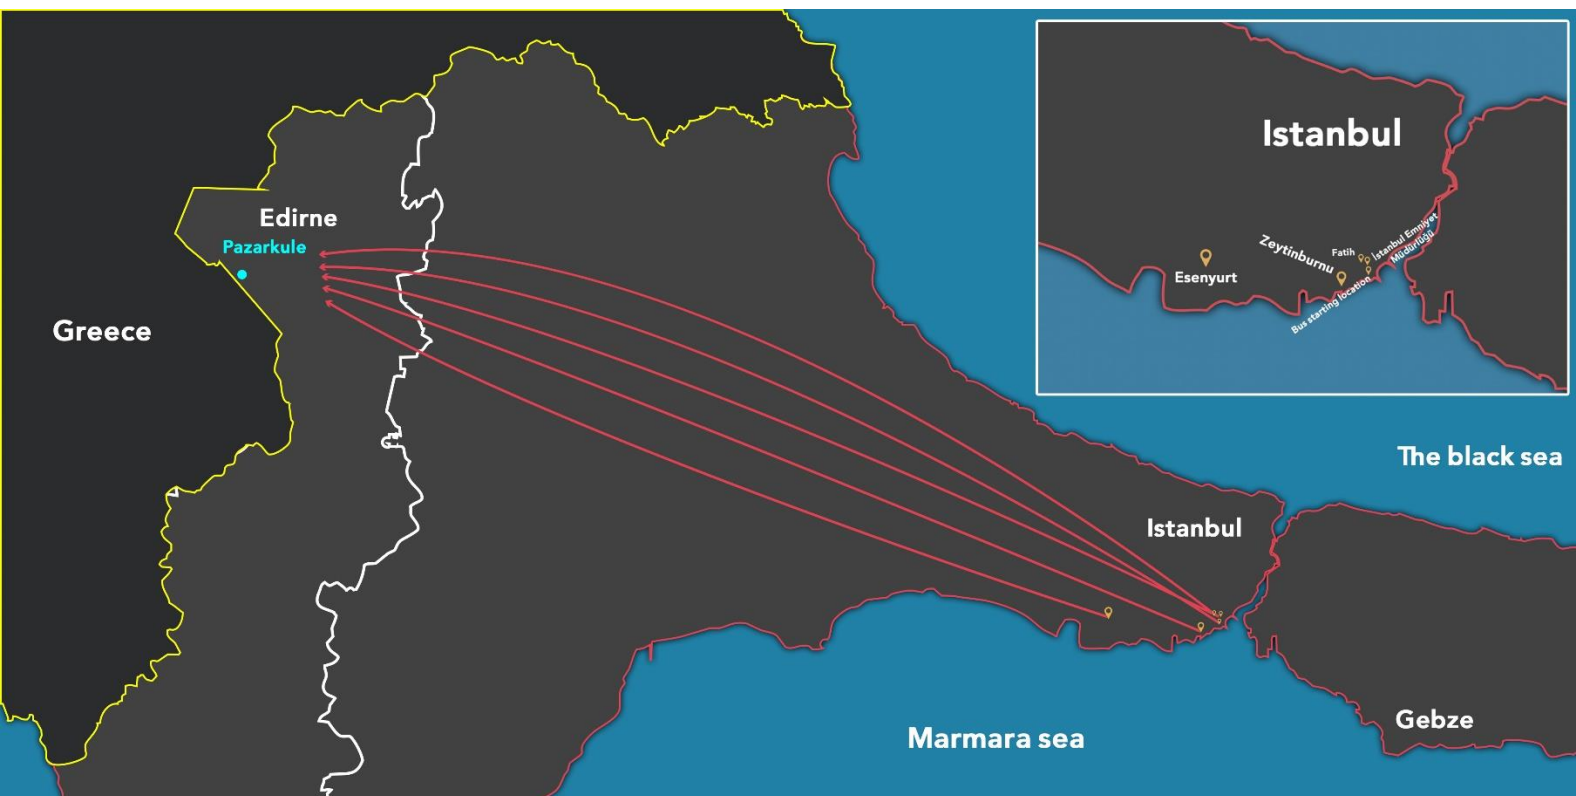 Edirne
Pazarkule
Greece
Istanbul
The black sea
Marmara sea
Gebze
Istanbul
Esenyurt
Zeytinburnu
Fatih
İstanbul Emniyet
Müdürlüğü
Bus starting location